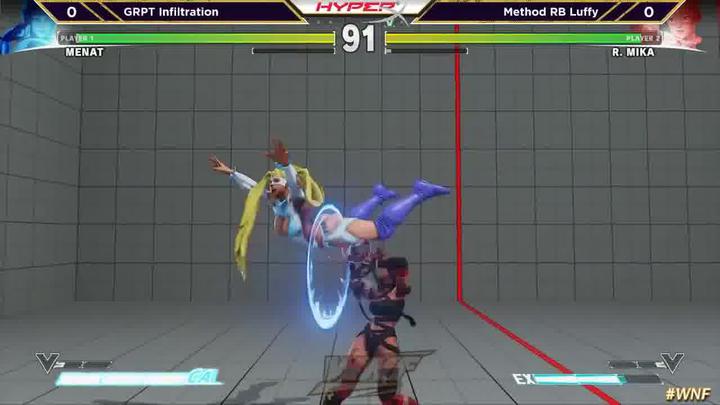 0 GRPT Infiltration HYPER Method RB Luffy 0
PLAYER 1 91 PLAYER 2
MENAT R. MIKA
V V
CA EX
#WNF